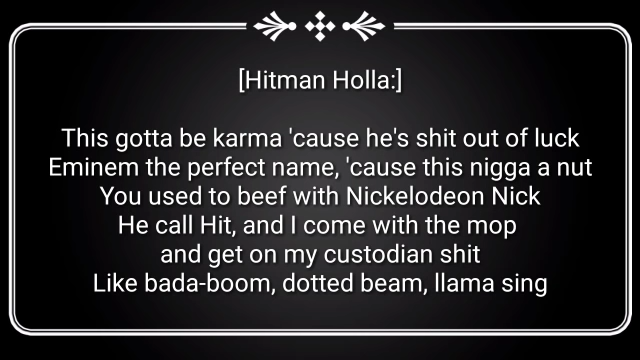 [Hitman Holla:]
This gotta be karma 'cause he's shit out of luck
Eminem the perfect name, 'cause this nigga a nut
You used to beef with Nickelodeon Nick
He call Hit, and I come with the mop
and get on my custodian shit
Like bada-boom, dotted beam, llama sing